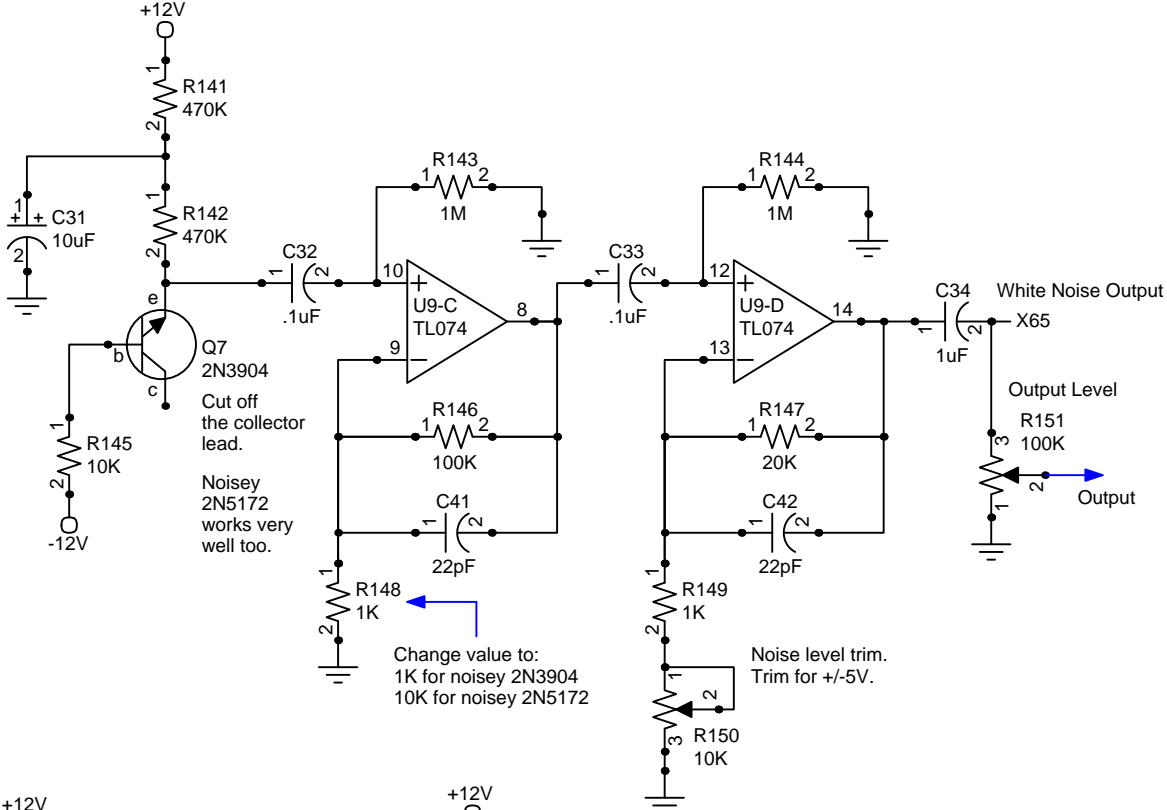 +12V
1
R141
470K
2
1
R142
470K
2
1
+ +
C31
10uF
2
e
b
c
Q7
2N3904
Cut off
the collector
lead.
Noisey
2N5172
works very
well too.
1
R145
10K
2
-12V
C32
1
2
.1uF
R143
1
2
1M
10
+
U9-C
TL074
8
9
−
R146
1
2
100K
C41
1
2
22pF
1
R148
1K
2
Change value to:
1K for noisey 2N3904
10K for noisey 2N5172
C33
1
2
.1uF
R144
1
2
1M
12
+
U9-D
TL074
14
13
−
R147
1
2
20K
C42
1
2
22pF
1
R149
1K
2
Noise level trim.
Trim for +/-5V.
1
2
R150
10K
3
C34
1
2
1uF
White Noise Output
X65
Output Level
R151
100K
3
2
1
Output
+12V
+12V